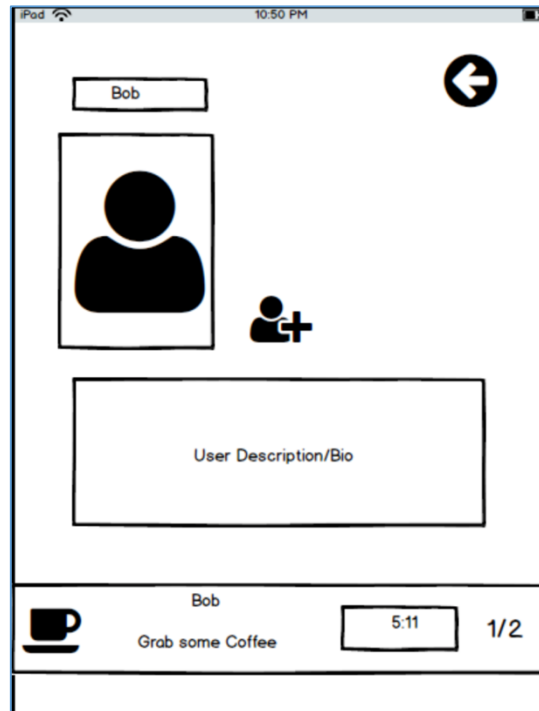 iPad 10:50 PM
Bob
User Description/Bio
Bob
Grab some Coffee
5:11
1/2